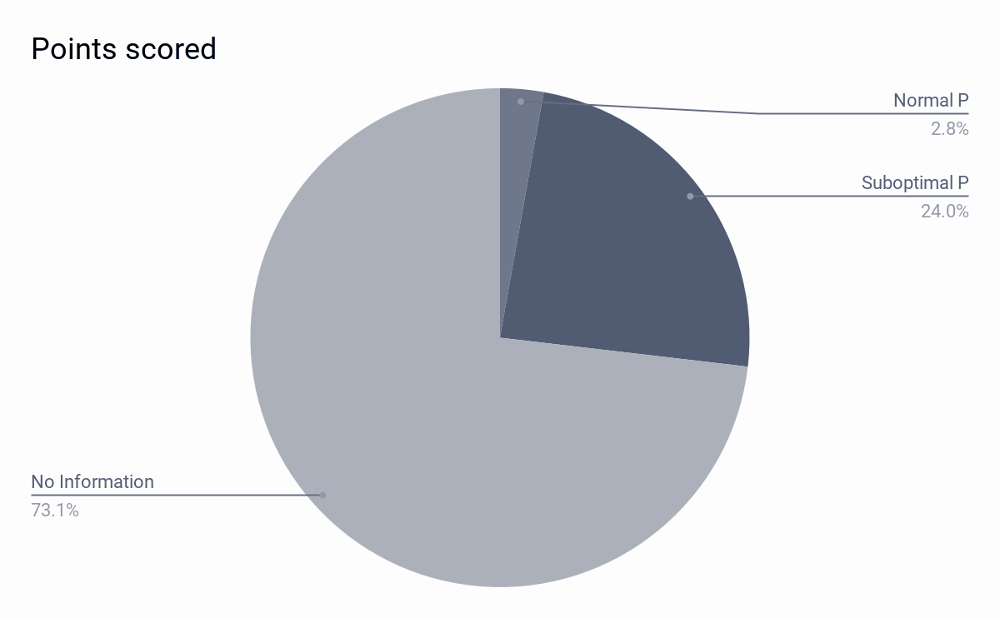 Points scored
Normal P
2.8%
Suboptimal P
24.0%
No Information
73.1%